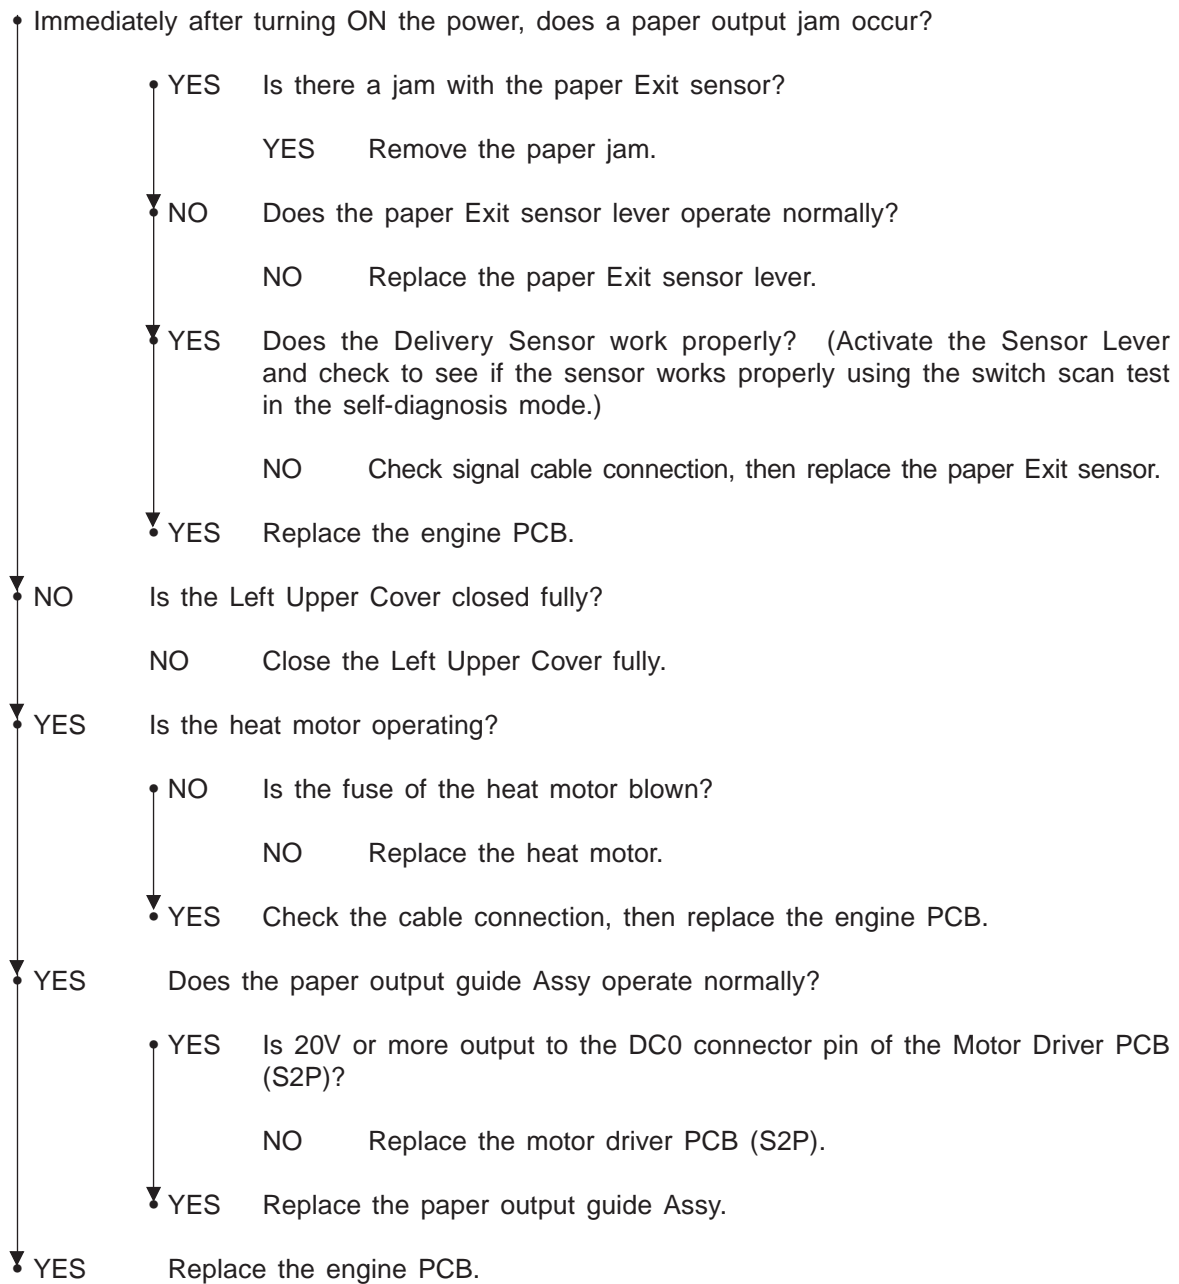 Immediately after turning ON the power, does a paper output jam occur?
YES Is there a jam with the paper Exit sensor?
YES Remove the paper jam.
NO Does the paper Exit sensor lever operate normally?
NO Replace the paper Exit sensor lever.
YES Does the Delivery Sensor work properly? (Activate the Sensor Lever
and check to see if the sensor works properly using the switch scan test
in the self-diagnosis mode.)
NO Check signal cable connection, then replace the paper Exit sensor.
YES Replace the engine PCB.
NO Is the Left Upper Cover closed fully?
NO Close the Left Upper Cover fully.
YES Is the heat motor operating?
NO Is the fuse of the heat motor blown?
NO Replace the heat motor.
YES Check the cable connection, then replace the engine PCB.
YES Does the paper output guide Assy operate normally?
YES Is 20V or more output to the DC0 connector pin of the Motor Driver PCB
(S2P)?
NO Replace the motor driver PCB (S2P).
YES Replace the paper output guide Assy.
YES Replace the engine PCB.